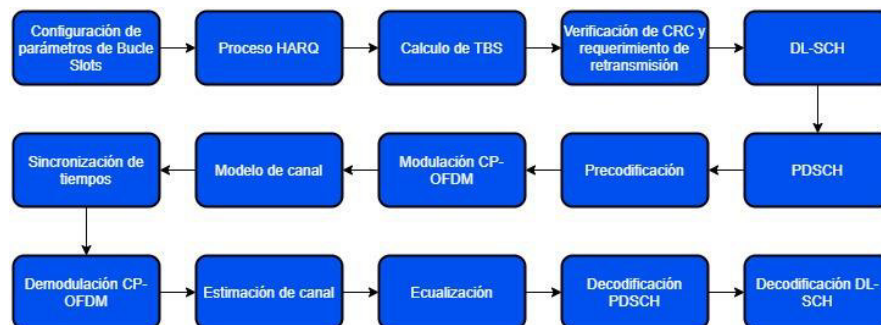 Configuración de
parámetros de Bucle
Slots
Proceso HARQ
Calculo de TBS
Verificación de CRC y
requerimiento de
retransmisión
DL-SCH
Sincronización de
tiempos
Modelo de canal
Modulación CP-
OFDM
Precodificación
PDSCH
Demodulación CP-
OFDM
Estimación de canal
Ecualización
Decodificación
PDSCH
Decodificación DL-
SCH